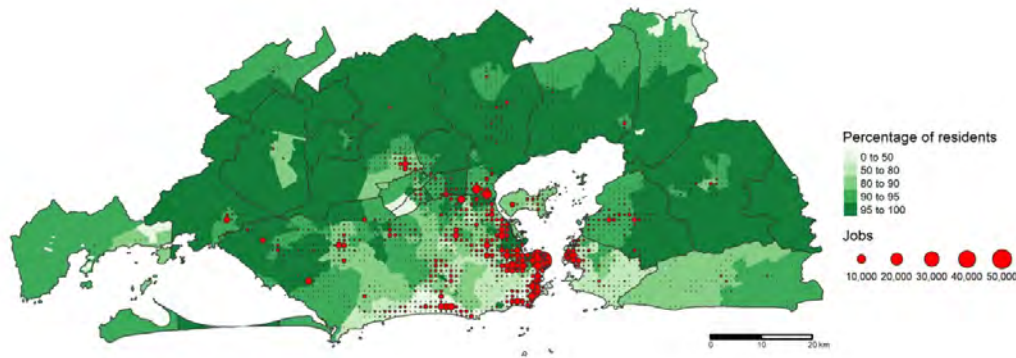 Percentage of residents
0 to 50
50 to 80
80 to 90
90 to 95
95 to 100
Jobs
10,000 20,000 30,000 40,000 50,000
0 10 20 km